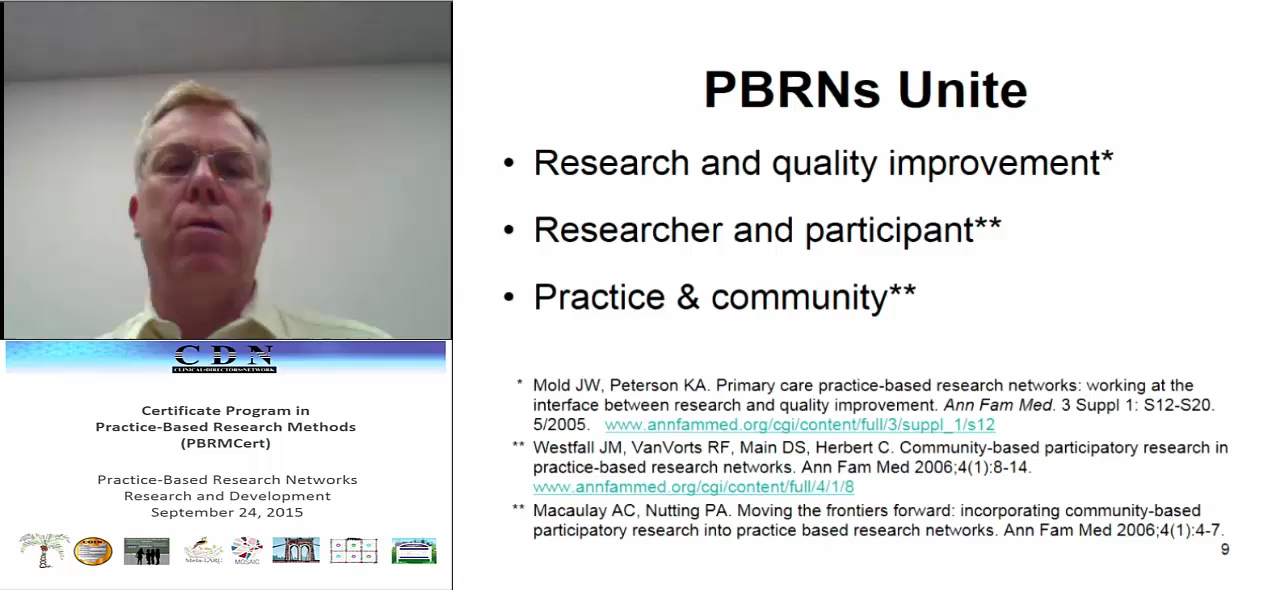 CDN
CLINICAL DIRECTORS NETWORK
Certificate Program in
Practice-Based Research Methods
(PBRMCert)
Practice-Based Research Networks
Research and Development
September 24, 2015
MOSAIC
PBRNs Unite
• Research and quality improvement*
• Researcher and participant**
• Practice & community**
* Mold JW, Peterson KA. Primary care practice-based research networks: working at the
interface between research and quality improvement. Ann Fam Med. 3 Suppl 1: S12-S20.
5/2005. www.annfammed.org/cgi/content/full/3/suppl_1/s12
** Westfall JM, VanVorts RF, Main DS, Herbert C. Community-based participatory research in
practice-based research networks. Ann Fam Med 2006;4(1):8-14.
www.annfammed.org/cgi/content/full/4/1/8
** Macaulay AC, Nutting PA. Moving the frontiers forward: incorporating community-based
participatory research into practice based research networks. Ann Fam Med 2006;4(1):4-7.
9